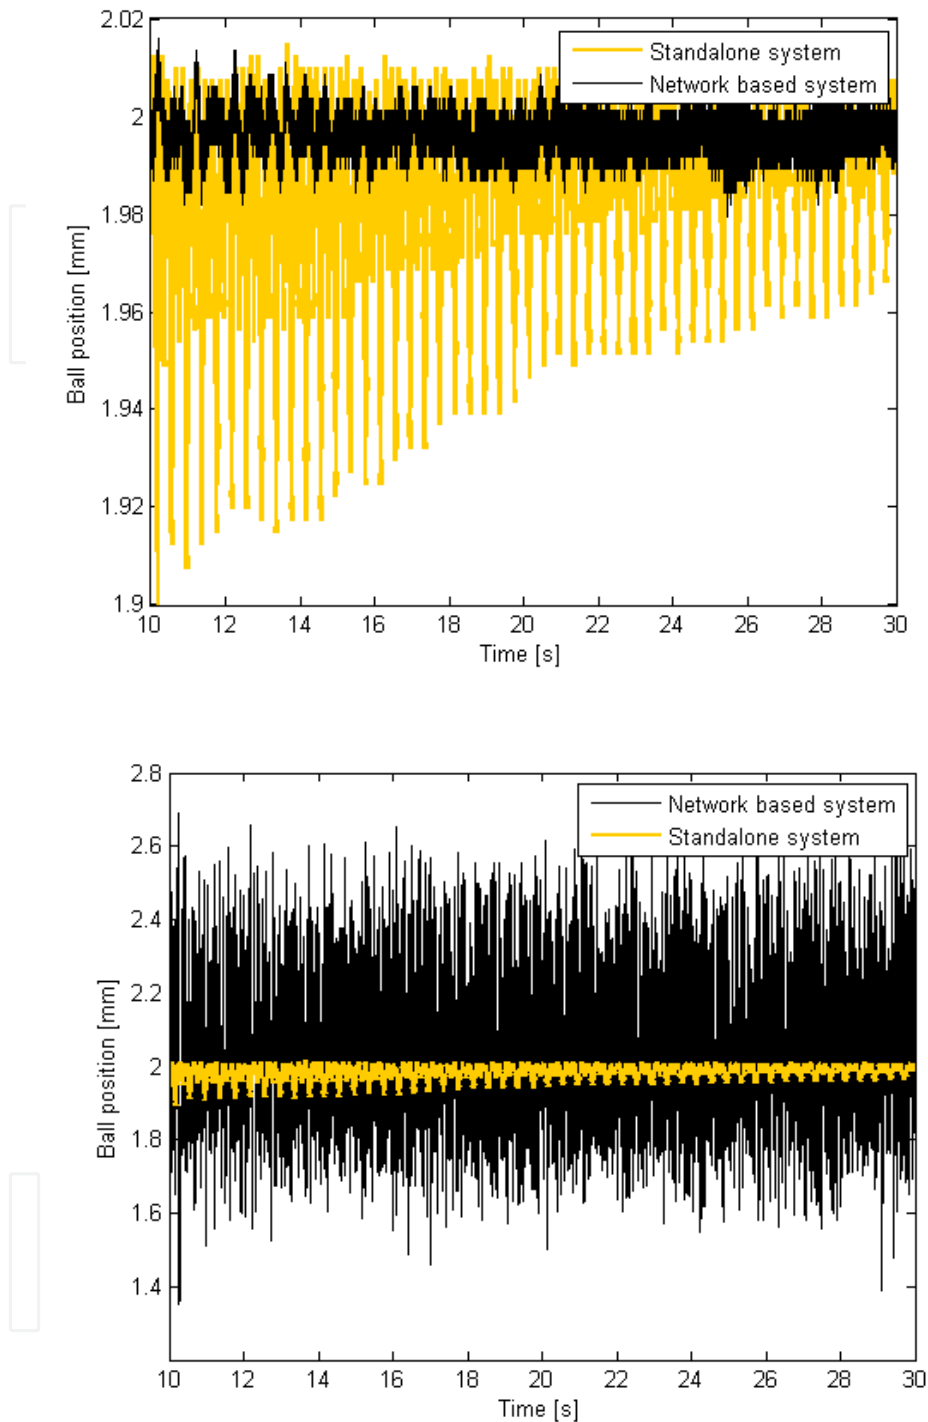 2.02
2
1.98
1.96
1.94
1.92
1.9
Ball position [mm]
Standalone system
Network based system
10 12 14 16 18 20 22 24 26 28 30
Time [s]
2.8
2.6
2.4
2.2
2
1.8
1.6
1.4
Ball position [mm]
Network based system
Standalone system
10 12 14 16 18 20 22 24 26 28 30
Time [s]